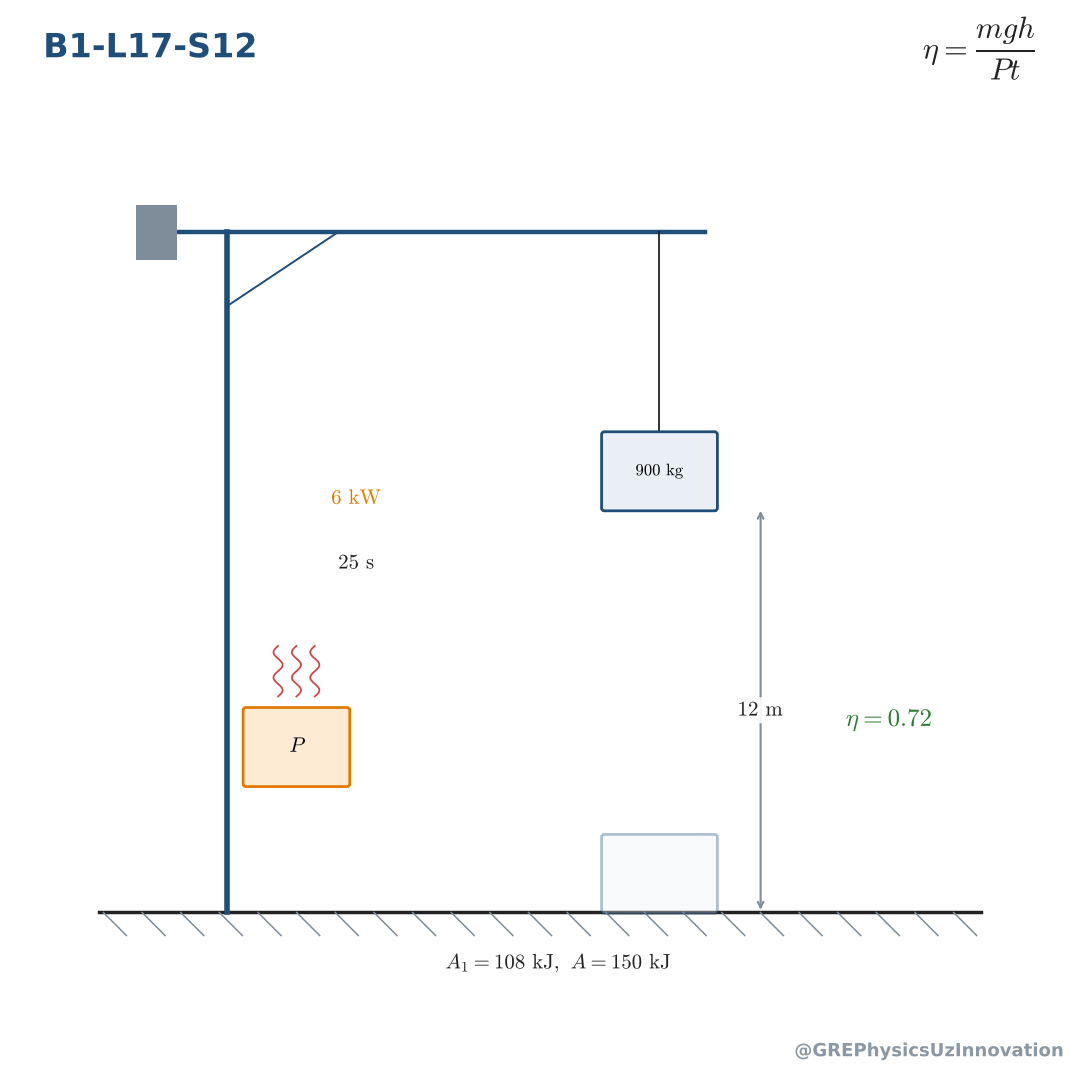 B1-L17-S12
η = mgh / Pt
900 kg
6 kW
25 s
P
12 m
η = 0.72
A₁ = 108 kJ, A = 150 kJ
@GREPhysicsUzInnovation